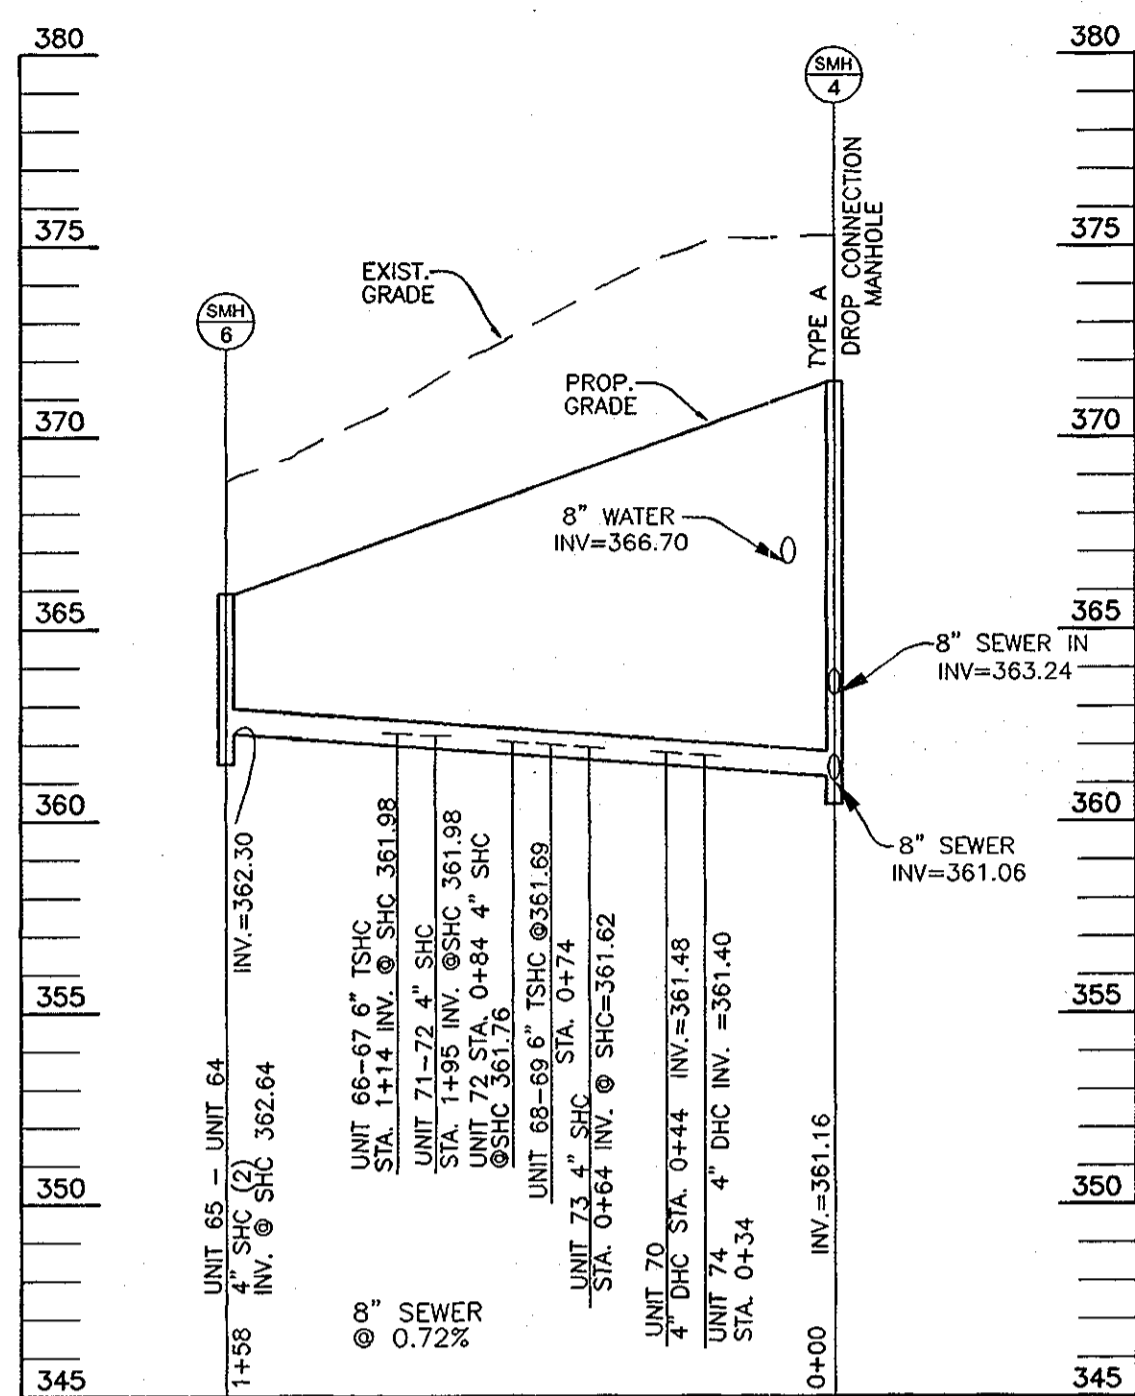 380
375
370
365
360
355
350
345
380
375
370
365
360
355
350
345
SMH
4
SMH
6
TYPE A
DROP CONNECTION
MANHOLE
EXIST.
GRADE
PROP.
GRADE
8" WATER
INV=366.70
8" SEWER IN
INV=363.24
8" SEWER
INV=361.06
INV.=362.30
UNIT 65 - UNIT 64
4" SHC (2)
INV. @ SHC 362.64
1+58
UNIT 66-67 6" TSHC
STA. 1+14 INV. @ SHC 361.98
UNIT 71-72 4" SHC
STA. 1+95 INV. @SHC 361.98
UNIT 72 STA. 0+84 4" SHC
@SHC 361.76
UNIT 68-69 6" TSHC @361.69
STA. 0+74
UNIT 73 4" SHC
STA. 0+64 INV. @ SHC=361.62
UNIT 70
4" DHC STA. 0+44 INV.=361.48
UNIT 74 4" DHC INV. =361.40
STA. 0+34
INV.=361.16
0+00
8" SEWER
@ 0.72%